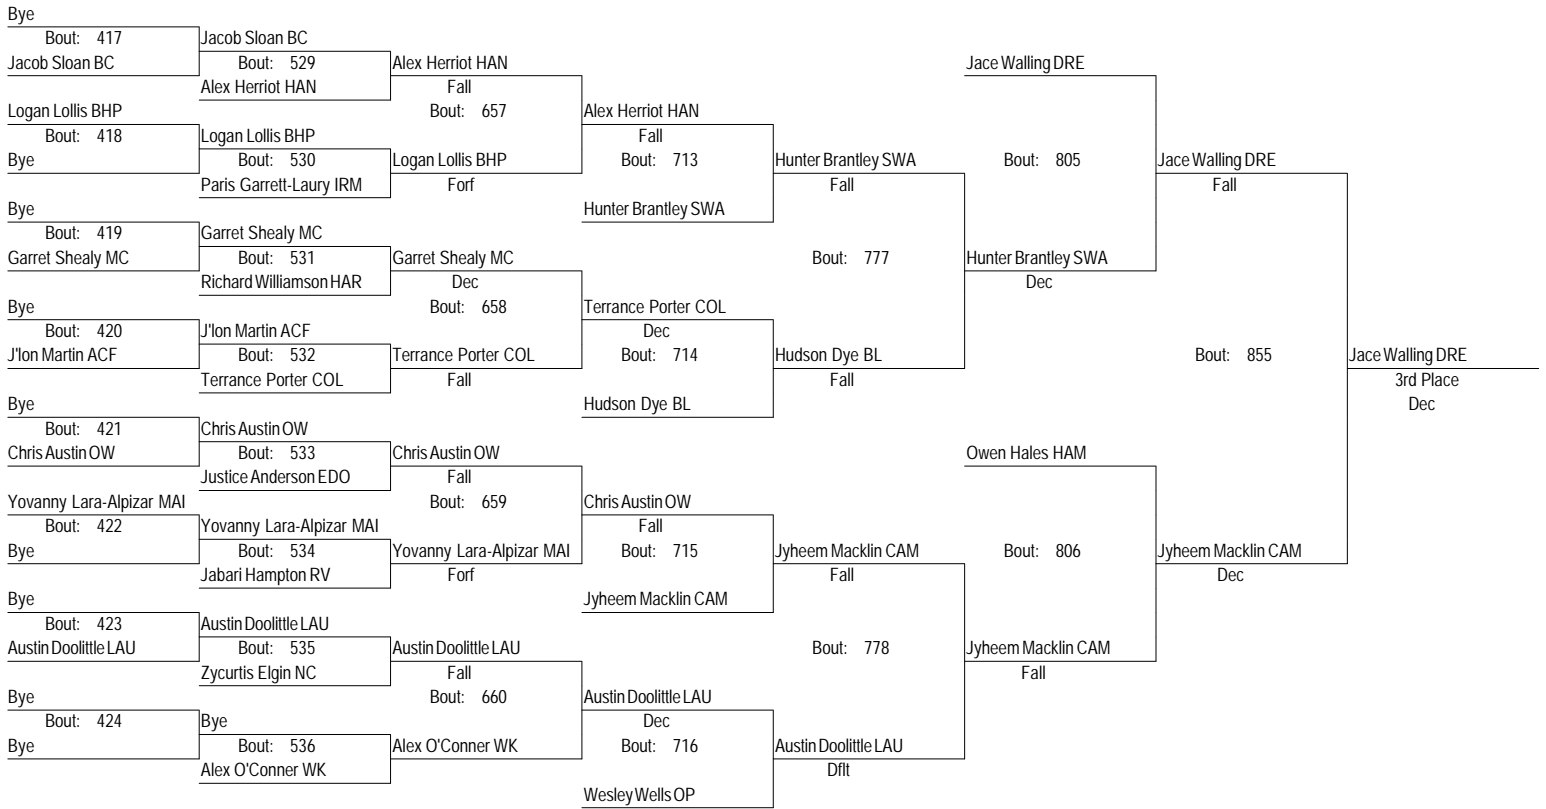 Bye
Bout: 417
Jacob Sloan BC
Logan Lollis BHP
Bout: 418
Bye
Bye
Bout: 419
Garret Shealy MC
Bye
Bout: 420
J'lon Martin ACF
Bye
Bout: 421
Chris Austin OW
Yovanny Lara-Alpizar MAI
Bout: 422
Bye
Bye
Bout: 423
Austin Doolittle LAU
Bye
Bout: 424
Bye
Jacob Sloan BC
Bout: 529
Alex Herriot HAN
Logan Lollis BHP
Bout: 530
Paris Garrett-Laury IRM
Garret Shealy MC
Bout: 531
Richard Williamson HAR
J'lon Martin ACF
Bout: 532
Terrance Porter COL
Chris Austin OW
Bout: 533
Justice Anderson EDO
Yovanny Lara-Alpizar MAI
Bout: 534
Jabari Hampton RV
Austin Doolittle LAU
Bout: 535
Zycurtis Elgin NC
Bye
Bout: 536
Alex O'Conner WK
Alex Herriot HAN
Fall
Bout: 657
Logan Lollis BHP
Forf
Garret Shealy MC
Dec
Bout: 658
Terrance Porter COL
Fall
Chris Austin OW
Fall
Bout: 659
Yovanny Lara-Alpizar MAI
Forf
Austin Doolittle LAU
Fall
Bout: 660
Alex O'Conner WK
Alex Herriot HAN
Fall
Bout: 713
Hunter Brantley SWA
Terrance Porter COL
Dec
Bout: 714
Hudson Dye BL
Chris Austin OW
Fall
Bout: 715
Jyheem Macklin CAM
Austin Doolittle LAU
Dec
Bout: 716
Wesley Wells OP
Hunter Brantley SWA
Fall
Bout: 777
Hudson Dye BL
Fall
Jyheem Macklin CAM
Fall
Bout: 778
Austin Doolittle LAU
Dflt
Jace Walling DRE
Bout: 805
Hunter Brantley SWA
Dec
Owen Hales HAM
Bout: 806
Jyheem Macklin CAM
Fall
Jace Walling DRE
Fall
Bout: 855
Jyheem Macklin CAM
Dec
Jace Walling DRE
3rd Place
Dec